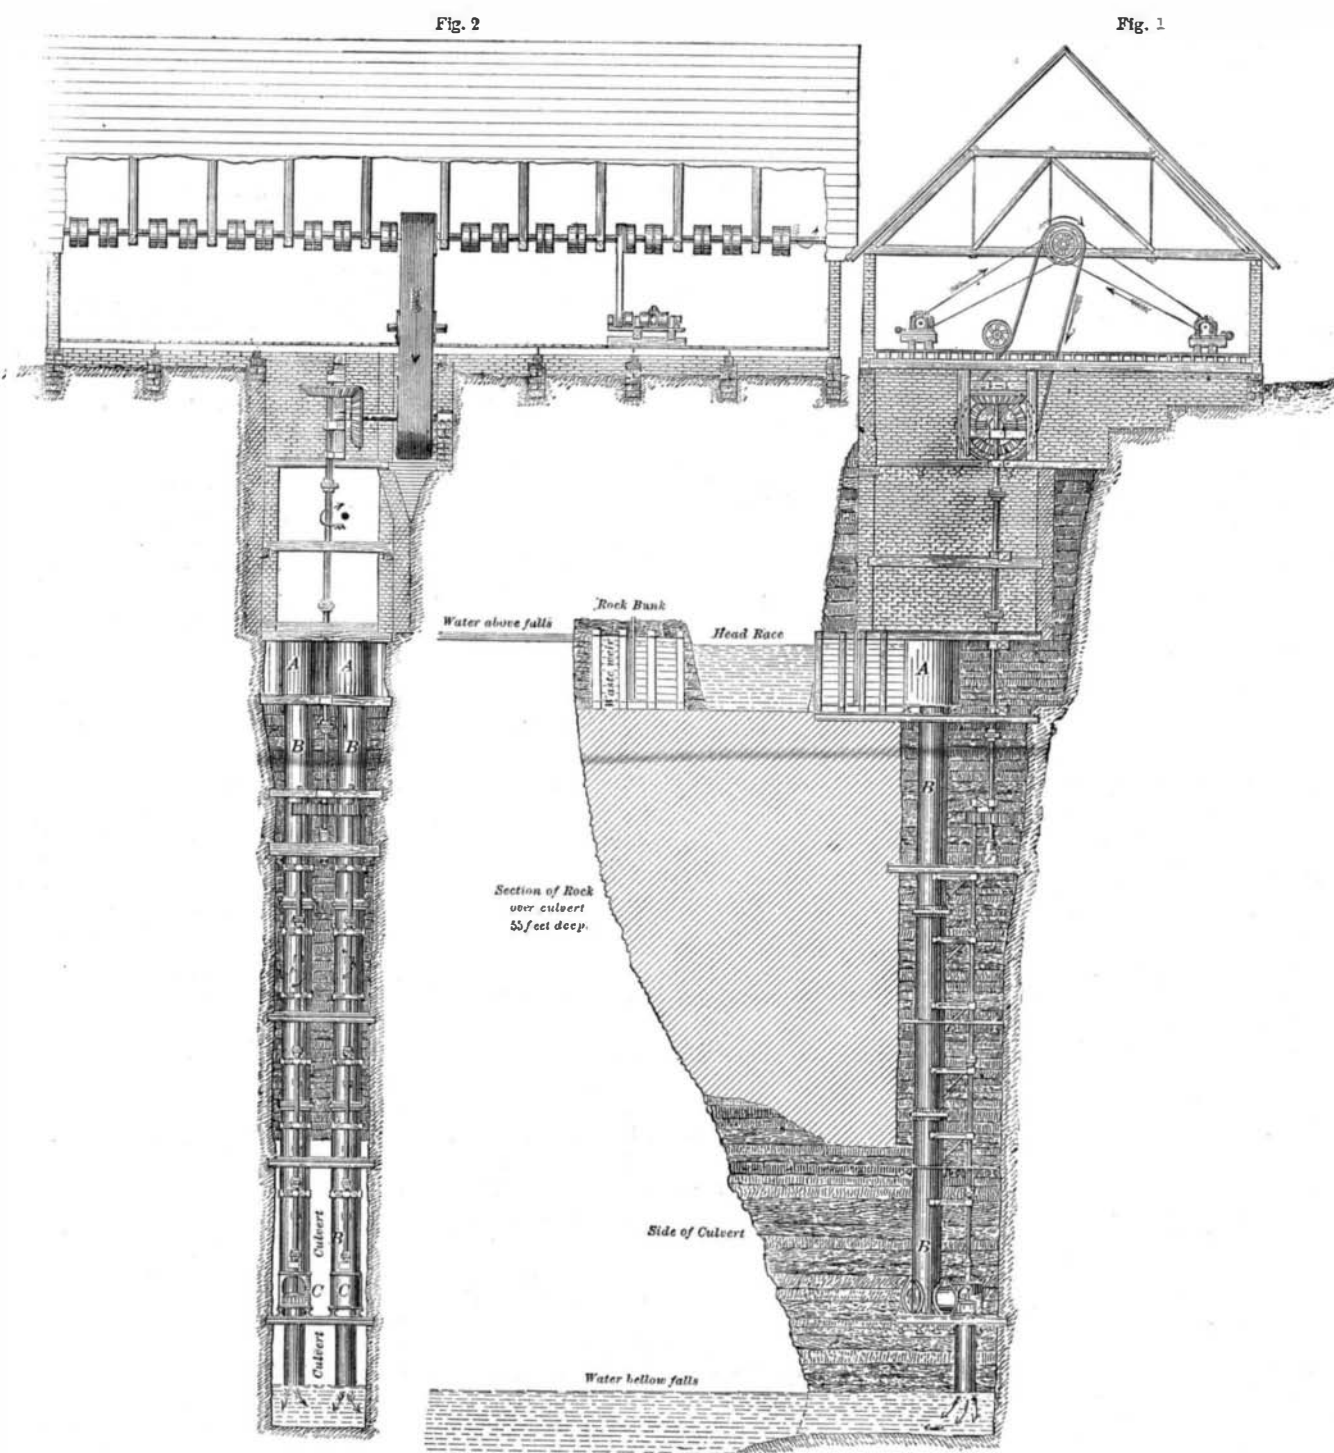 Fig. 2
Fig. 1
Rock Bank
Water above falls
Head Race
Waste weir
A
A
A
B
B
B
Section of Rock
over culvert
55 feet deep.
Culvert
B
Side of Culvert
B
C
C
Culvert
Water bellow falls